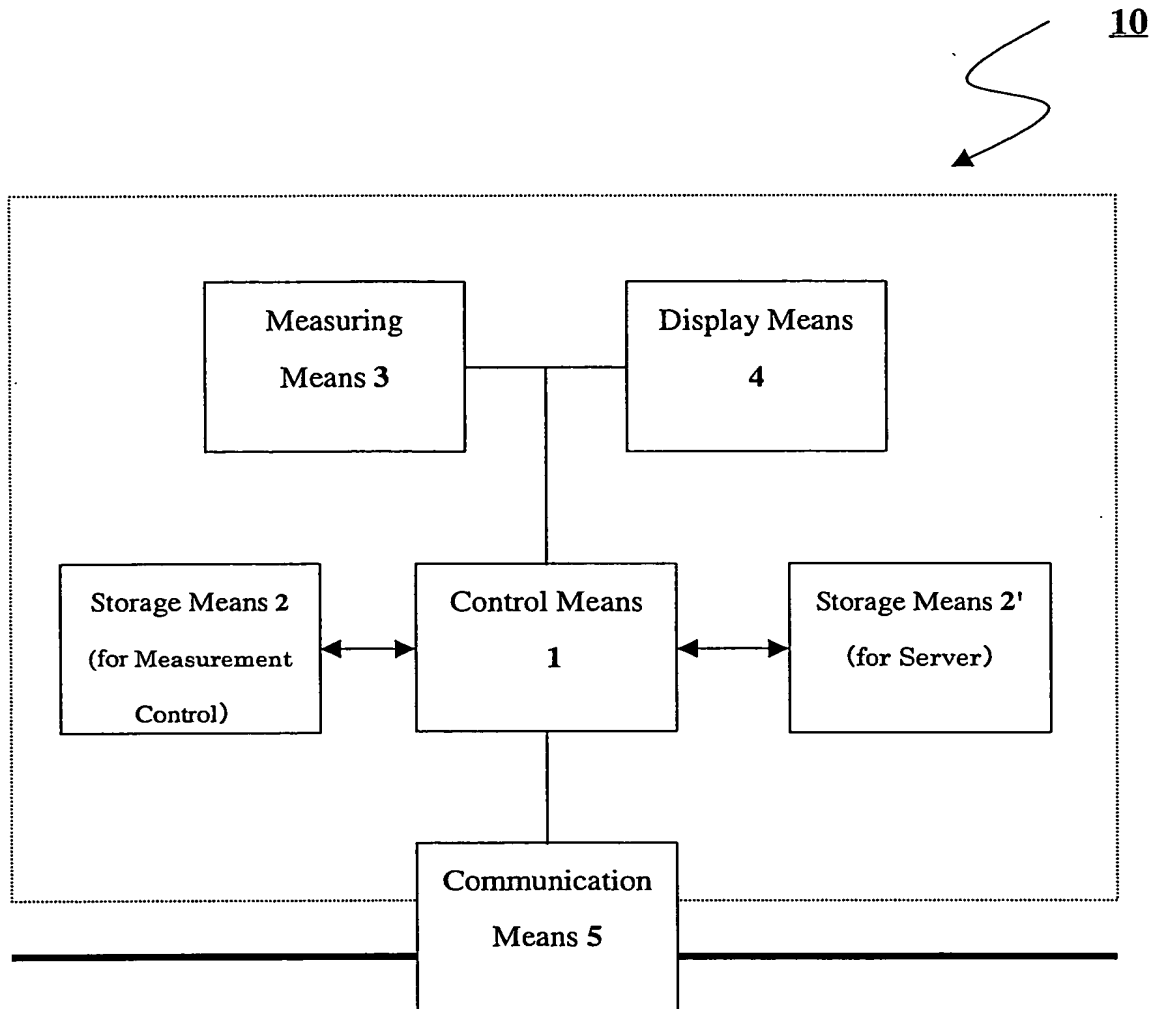 10
Measuring
Means 3
Display Means
4
Storage Means 2
(for Measurement
Control)
Control Means
1
Storage Means 2'
(for Server)
Communication
Means 5